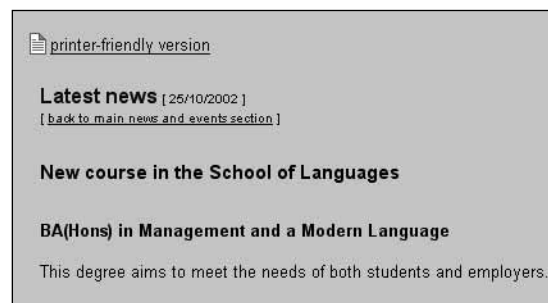 printer-friendly version
Latest news [ 25/10/2002 ]
[ back to main news and events section ]
New course in the School of Languages
BA(Hons) in Management and a Modern Language
This degree aims to meet the needs of both students and employers.